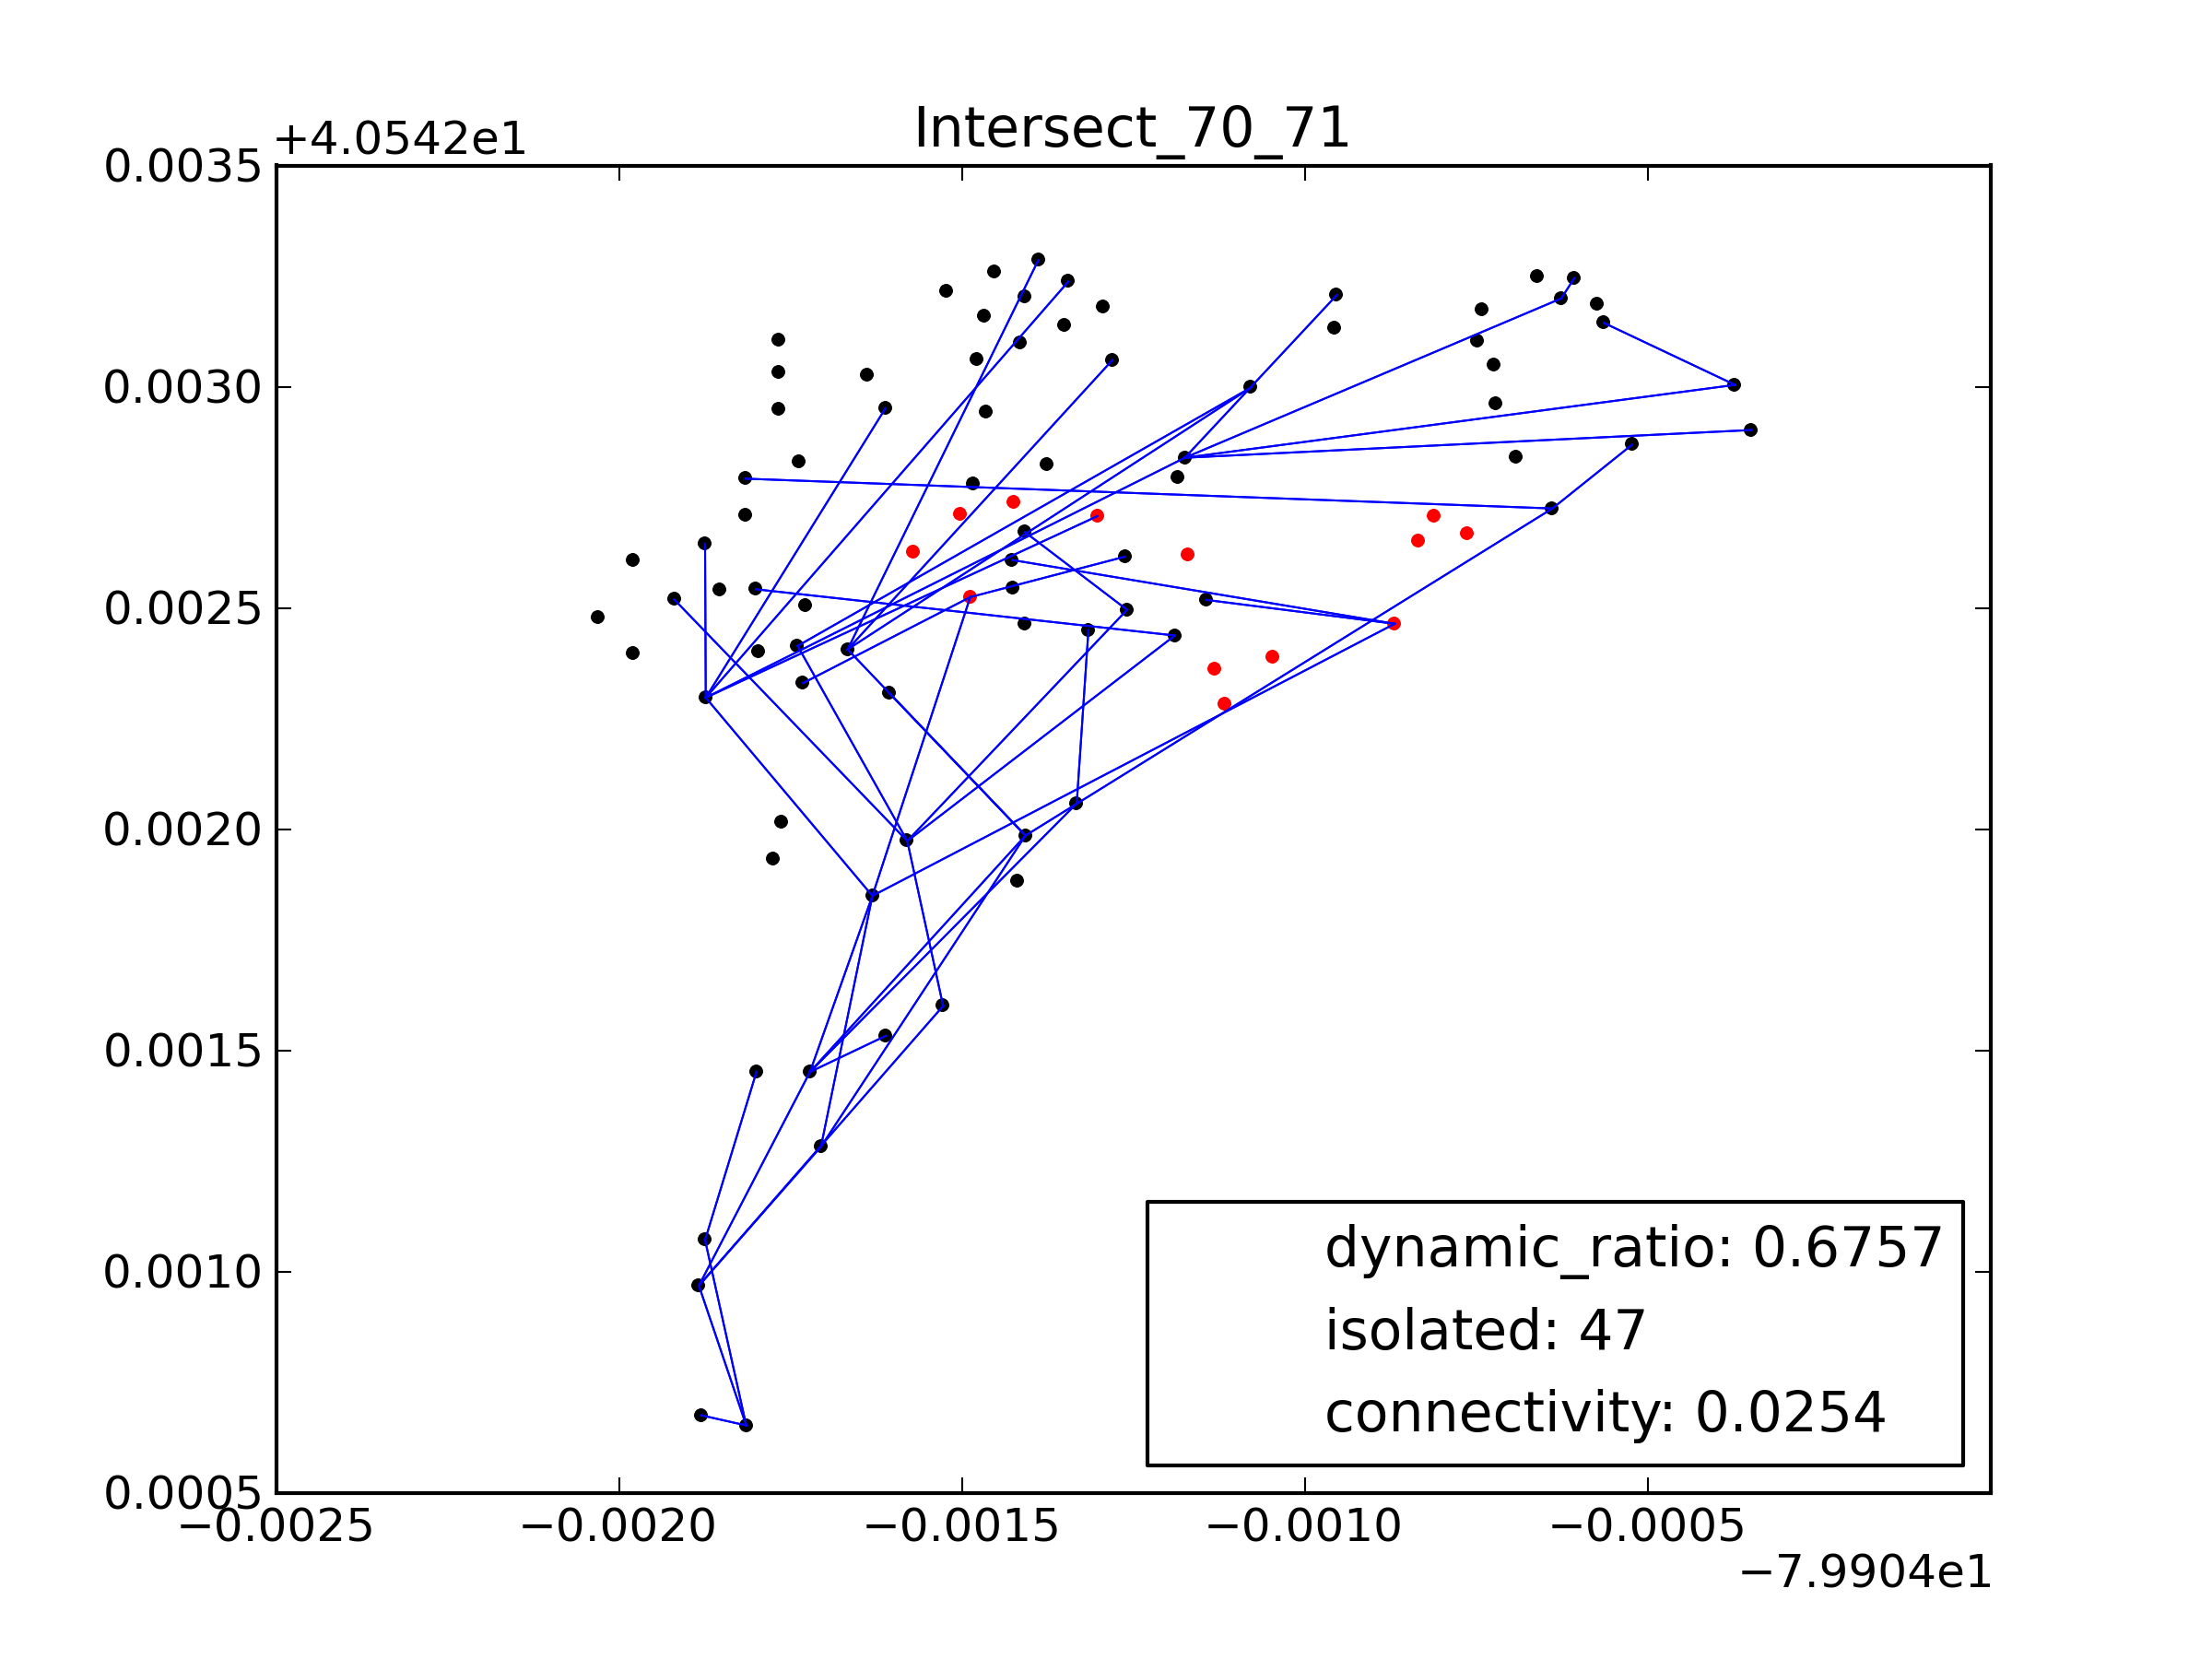 Intersect_70_71
+4.0542e1
0.0035
0.0030
0.0025
0.0020
0.0015
0.0010
0.0005
−0.0025 −0.0020 −0.0015 −0.0010 −0.0005
−7.9904e1
dynamic_ratio: 0.6757
isolated: 47
connectivity: 0.0254